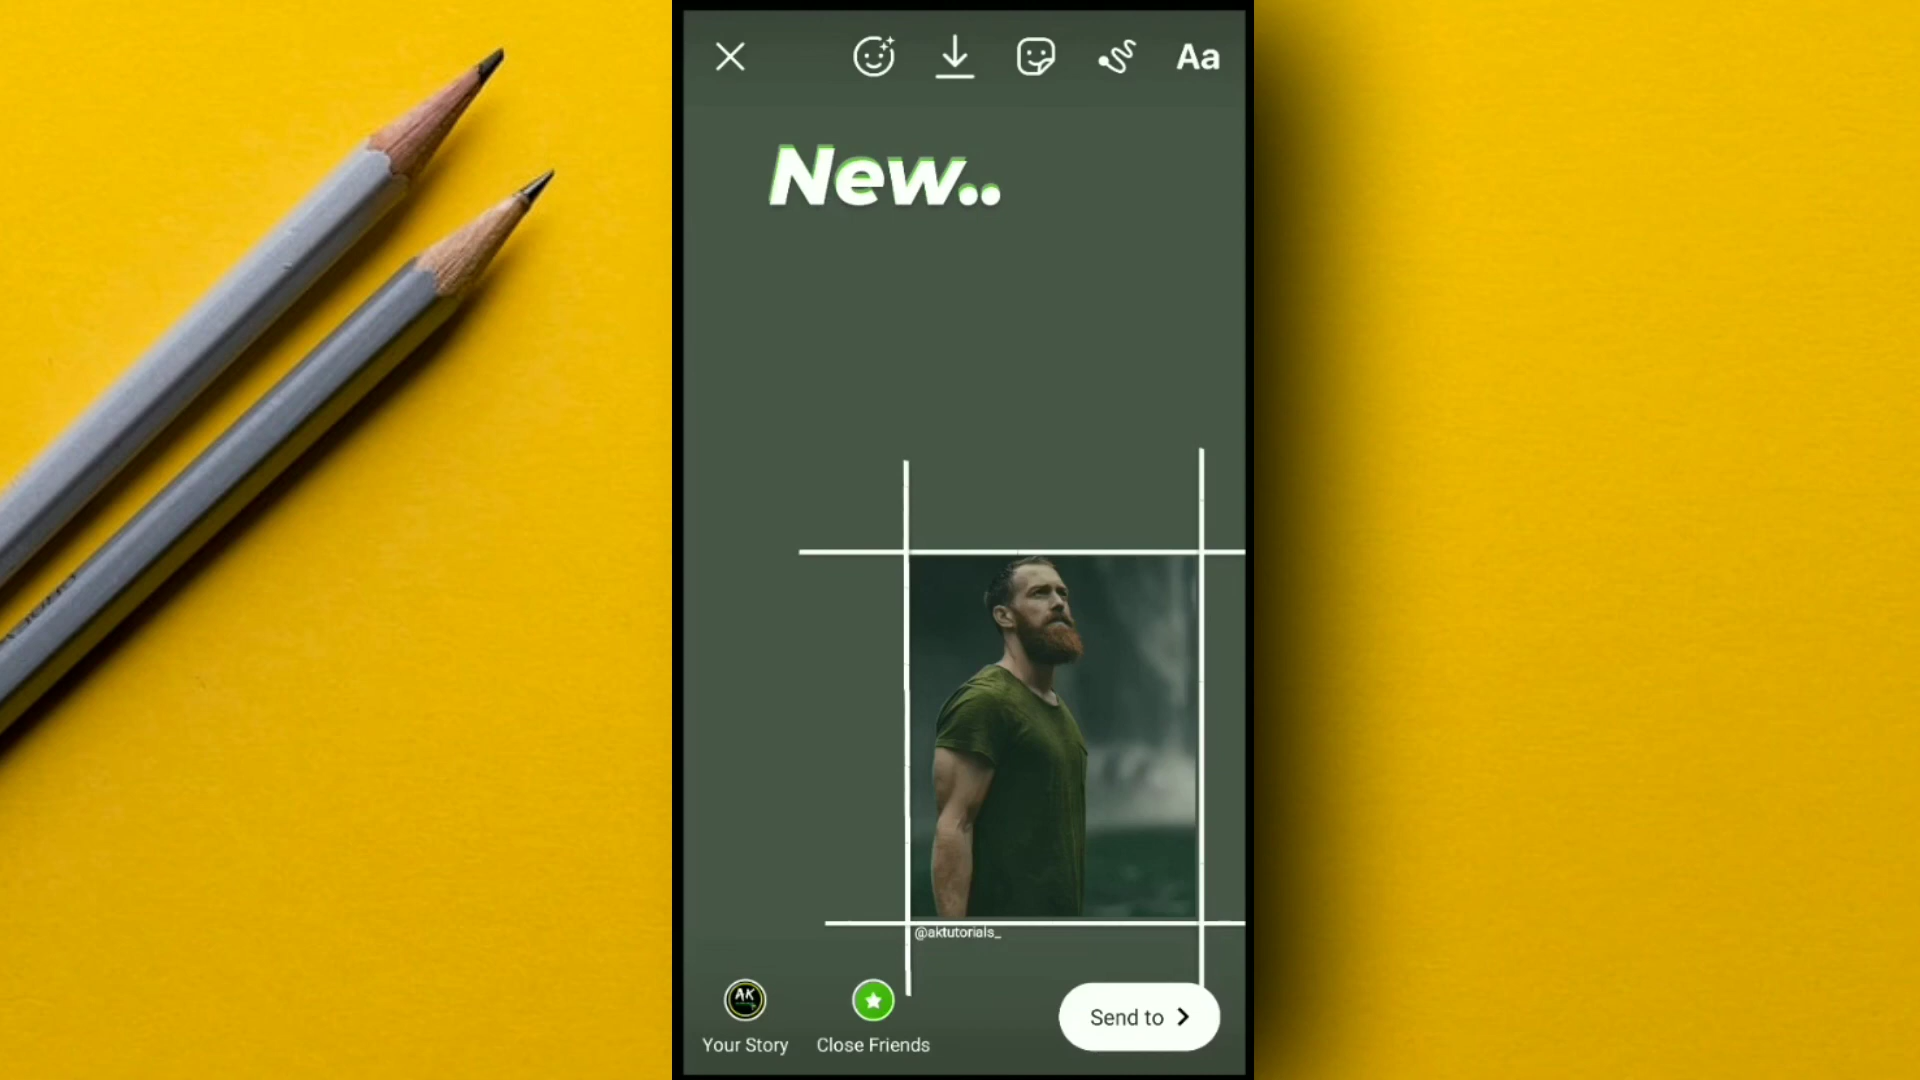 Aa
New..
@aktutorials_
AK
Your Story
Close Friends
Send to